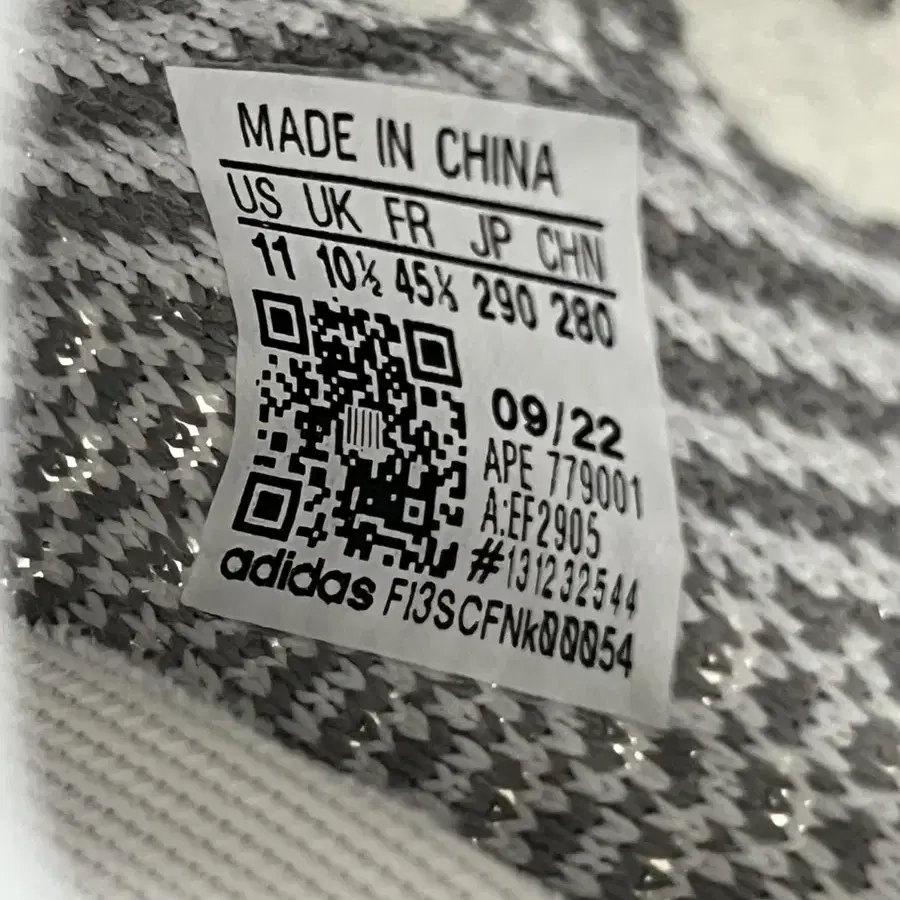 MADE IN CHINA
US UK FR JP CHN
11 10½ 45⅓ 290 280
09/22
APE 779001
A:EF2905
#131232544
adidas FI3SCFNk00054